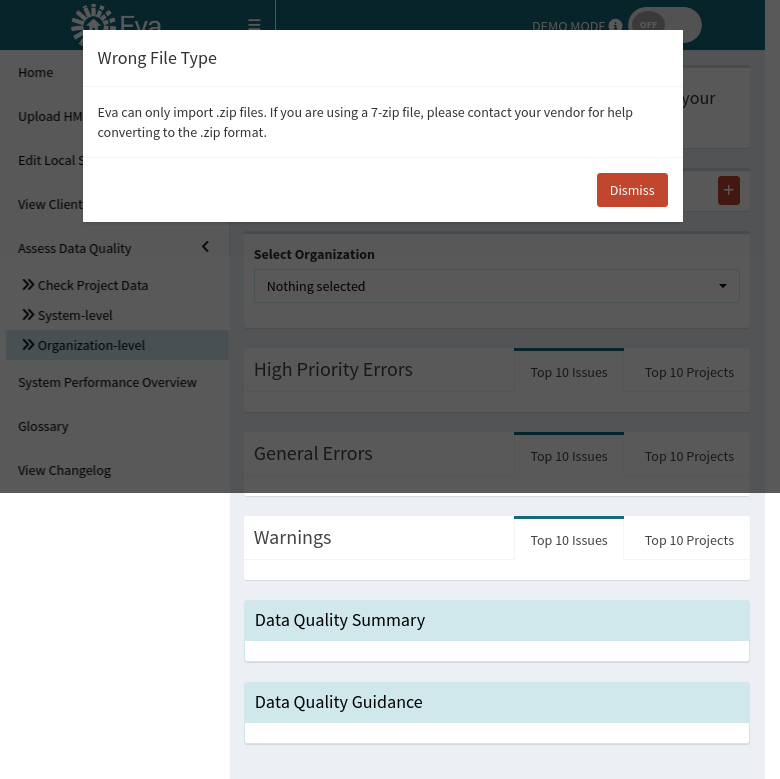 Eva
DEMO MODE
OFF
Wrong File Type
Eva can only import .zip files. If you are using a 7-zip file, please contact your vendor for help
converting to the .zip format.
Dismiss
Home
Upload HM
Edit Local S
View Client
Assess Data Quality
Check Project Data
System-level
Organization-level
System Performance Overview
Glossary
View Changelog
your
+
Select Organization
Nothing selected
High Priority Errors
Top 10 Issues
Top 10 Projects
General Errors
Top 10 Issues
Top 10 Projects
Warnings
Top 10 Issues
Top 10 Projects
Data Quality Summary
Data Quality Guidance